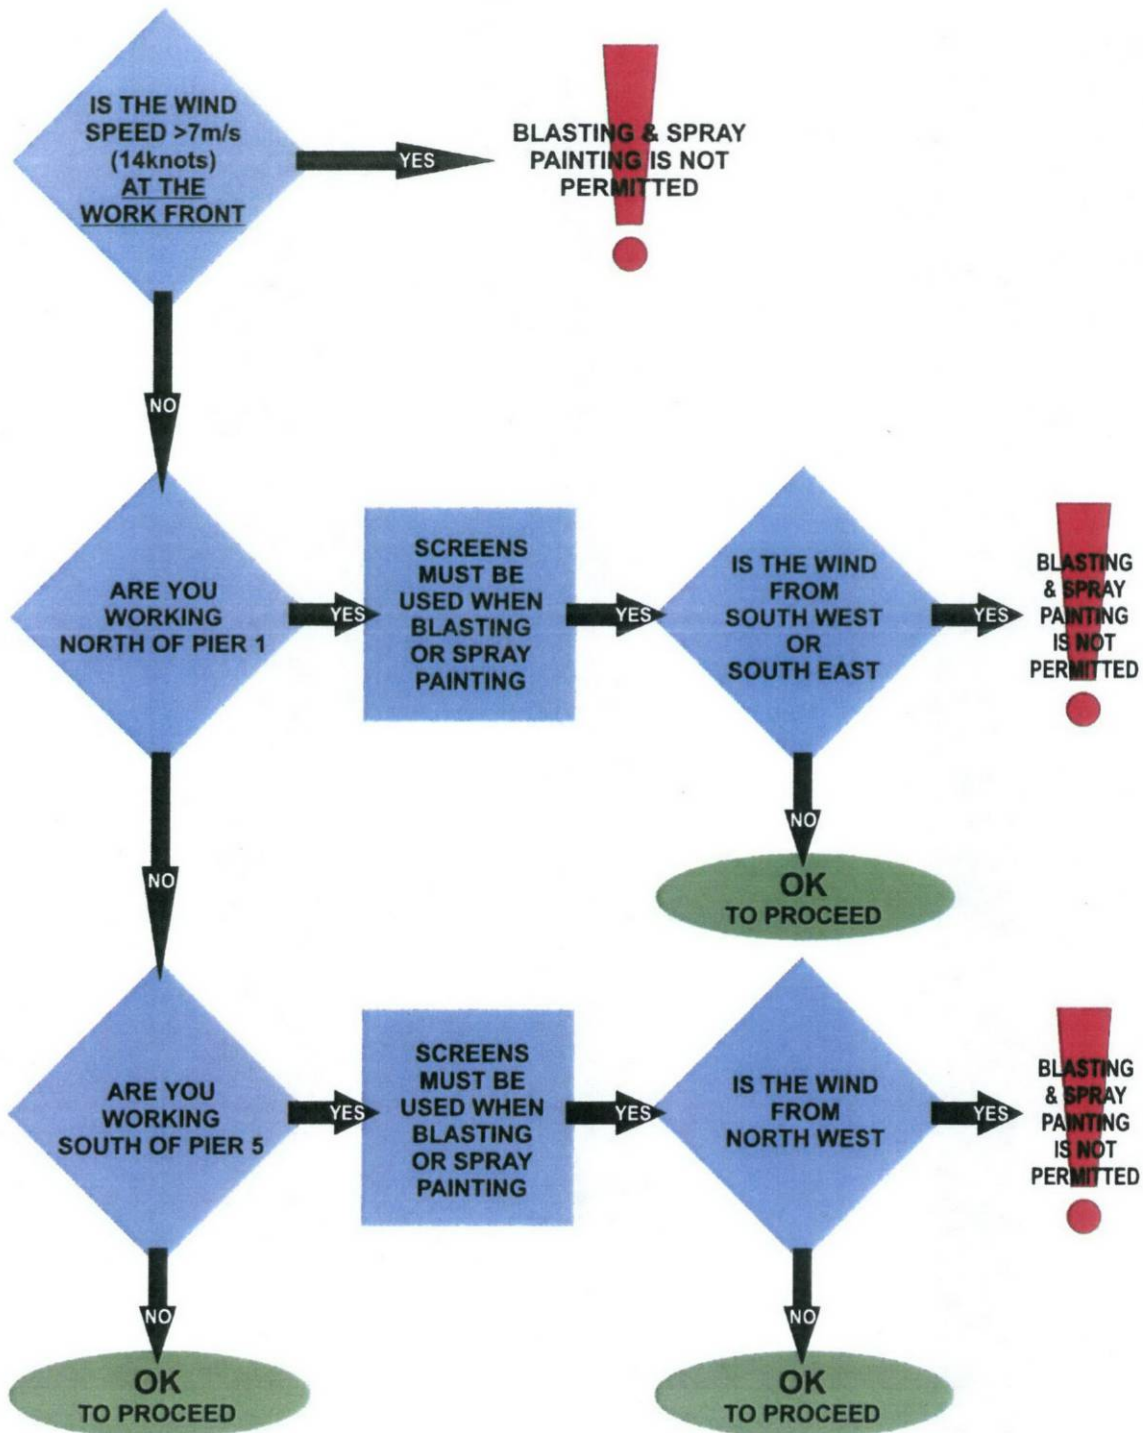 IS THE WIND
SPEED >7m/s
(14knots)
AT THE
WORK FRONT
YES
BLASTING & SPRAY
PAINTING IS NOT
PERMITTED
NO
ARE YOU
WORKING
NORTH OF PIER 1
YES
SCREENS
MUST BE
USED WHEN
BLASTING
OR SPRAY
PAINTING
YES
IS THE WIND
FROM
SOUTH WEST
OR
SOUTH EAST
YES
BLASTING
& SPRAY
PAINTING
IS NOT
PERMITTED
NO
OK
TO PROCEED
NO
ARE YOU
WORKING
SOUTH OF PIER 5
YES
SCREENS
MUST BE
USED WHEN
BLASTING
OR SPRAY
PAINTING
YES
IS THE WIND
FROM
NORTH WEST
YES
BLASTING
& SPRAY
PAINTING
IS NOT
PERMITTED
NO
OK
TO PROCEED
NO
OK
TO PROCEED